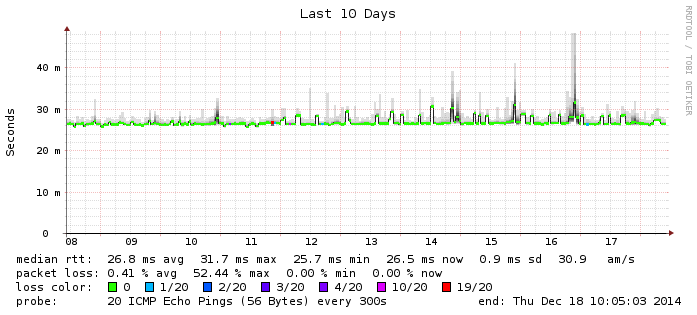 Last 10 Days
RRDTOOL / TOBI OETIKER
Seconds
40 m
30 m
20 m
10 m
0
08 09 10 11 12 13 14 15 16 17
median rtt: 26.8 ms avg 31.7 ms max 25.7 ms min 26.5 ms now 0.9 ms sd 30.9 am/s
packet loss: 0.41 % avg 52.44 % max 0.00 % min 0.00 % now
loss color: 0 1/20 2/20 3/20 4/20 10/20 19/20
probe: 20 ICMP Echo Pings (56 Bytes) every 300s end: Thu Dec 18 10:05:03 2014